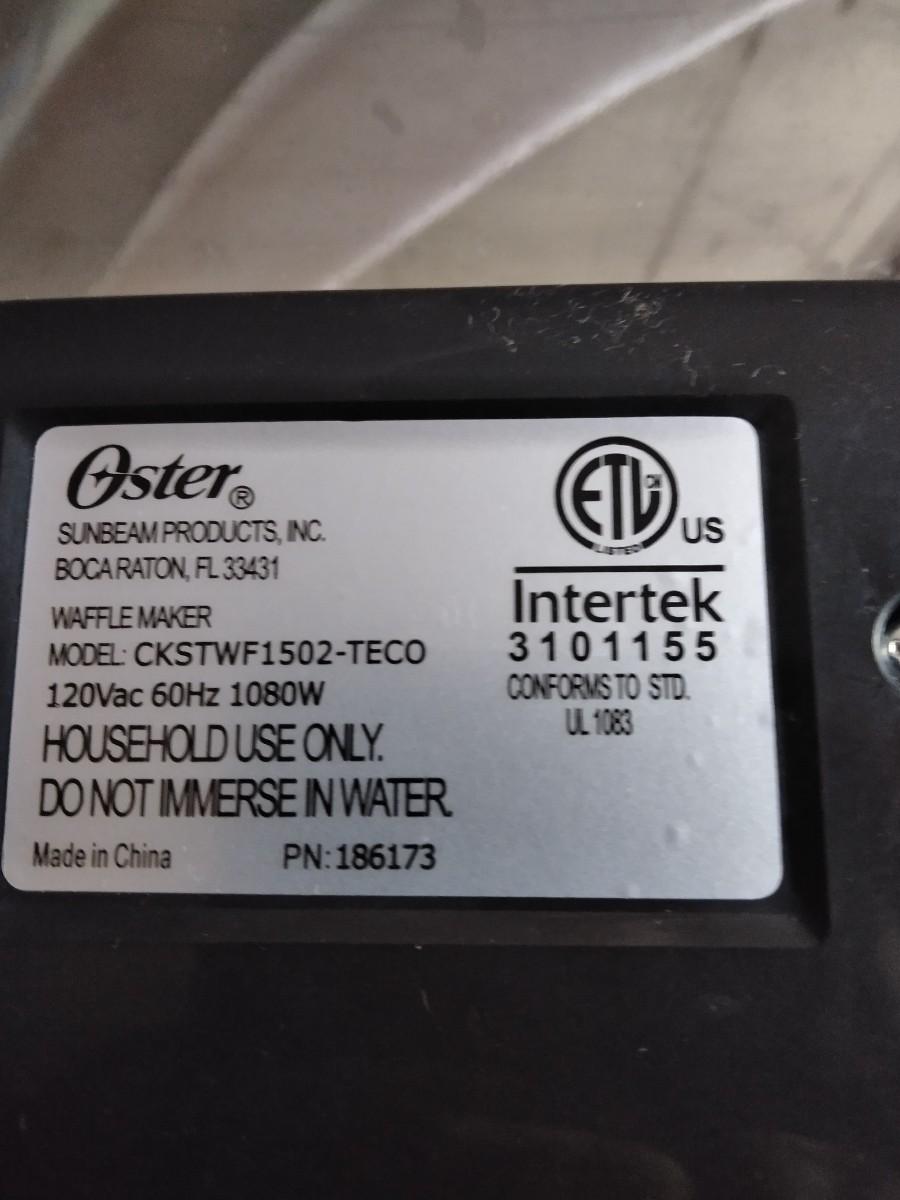 Oster®
SUNBEAM PRODUCTS, INC.
BOCA RATON, FL 33431
WAFFLE MAKER
MODEL: CKSTWF1502-TECO
120Vac 60Hz 1080W
HOUSEHOLD USE ONLY.
DO NOT IMMERSE IN WATER.
Made in China PN: 186173
ETL CM
LISTED
US
Intertek
3101155
CONFORMS TO STD.
UL 1083